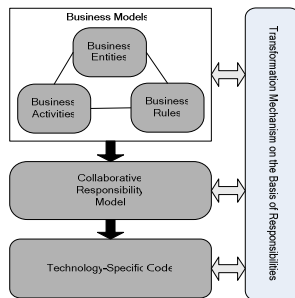 Business Models
Business
Entities
Business
Activities
Business
Rules
Collaborative
Responsibility
Model
Technology-Specific Code
Transformation Mechanism on the Basis of Responsibilities